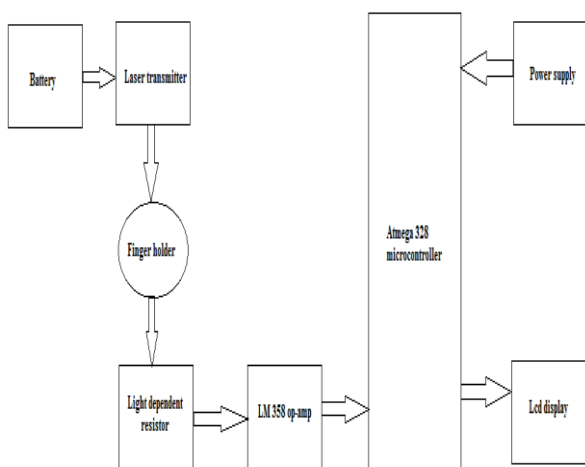 Battery
Laser transmitter
Power supply
Finger holder
Atmega 328
microcontroller
Light dependent
resistor
LM 358 op-amp
Lcd display